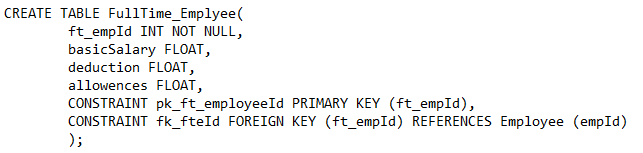 CREATE TABLE FullTime_Emplyee(
ft_empId INT NOT NULL,
basicSalary FLOAT,
deduction FLOAT,
allowences FLOAT,
CONSTRAINT pk_ft_employeeId PRIMARY KEY (ft_empId),
CONSTRAINT fk_fteId FOREIGN KEY (ft_empId) REFERENCES Employee (empId)
);